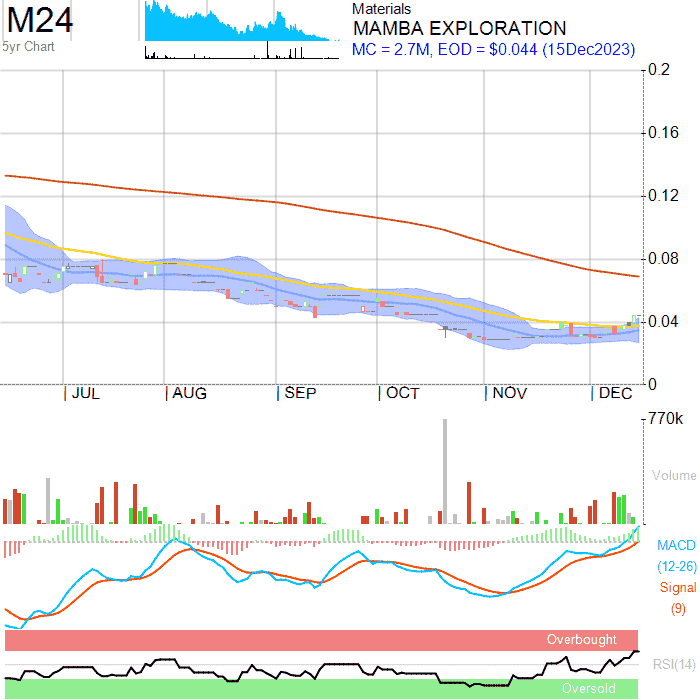 M24
5yr Chart
Materials
MAMBA EXPLORATION
MC = 2.7M, EOD = $0.044 (15Dec2023)
0.2
0.16
0.12
0.08
0.04
0
JUL
AUG
SEP
OCT
NOV
DEC
770k
Volume
MACD
(12-26)
Signal
(9)
Overbought
RSI(14)
Oversold